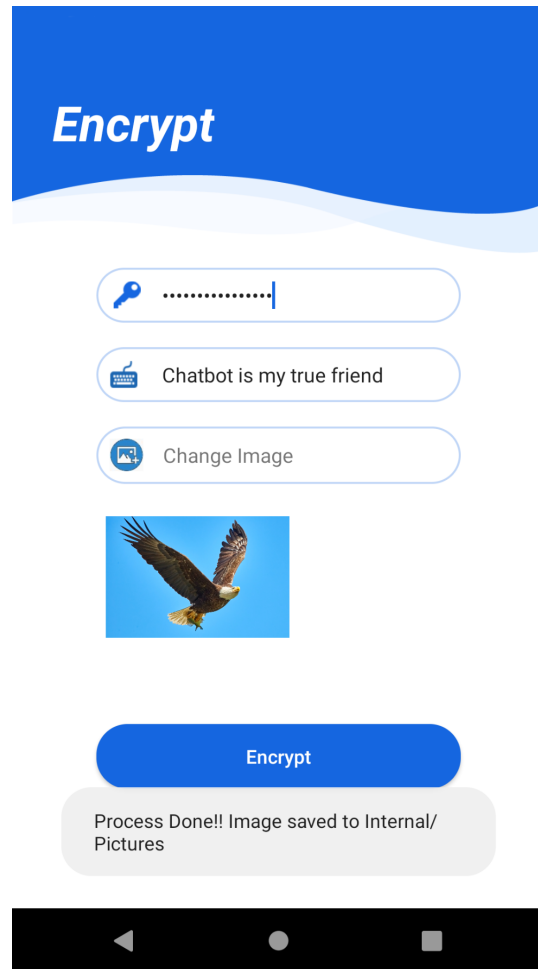 Encrypt
••••••••••••••••
Chatbot is my true friend
Change Image
Encrypt
Process Done!! Image saved to Internal/
Pictures